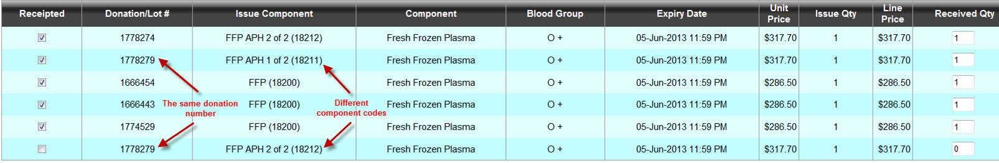 Receipted Donation/Lot # Issue Component Component Blood Group Expiry Date Unit Price Issue Qty Line Price Received Qty
1778274 FFP APH 2 of 2 (18212) Fresh Frozen Plasma O + 05-Jun-2013 11:59 PM $317.70 1 $317.70 1
1778279 FFP APH 1 of 2 (18211) Fresh Frozen Plasma O + 05-Jun-2013 11:59 PM $317.70 1 $317.70 1
1666454 FFP (18200) Fresh Frozen Plasma O + 05-Jun-2013 11:59 PM $286.50 1 $286.50 1
1666443 FFP (18200) Fresh Frozen Plasma O + 05-Jun-2013 11:59 PM $286.50 1 $286.50 1
The same donation
number
Different
component codes
1774529 FFP (18200) Fresh Frozen Plasma O + 05-Jun-2013 11:59 PM $286.50 1 $286.50 1
1778279 FFP APH 2 of 2 (18212) Fresh Frozen Plasma O + 05-Jun-2013 11:59 PM $317.70 1 $317.70 0